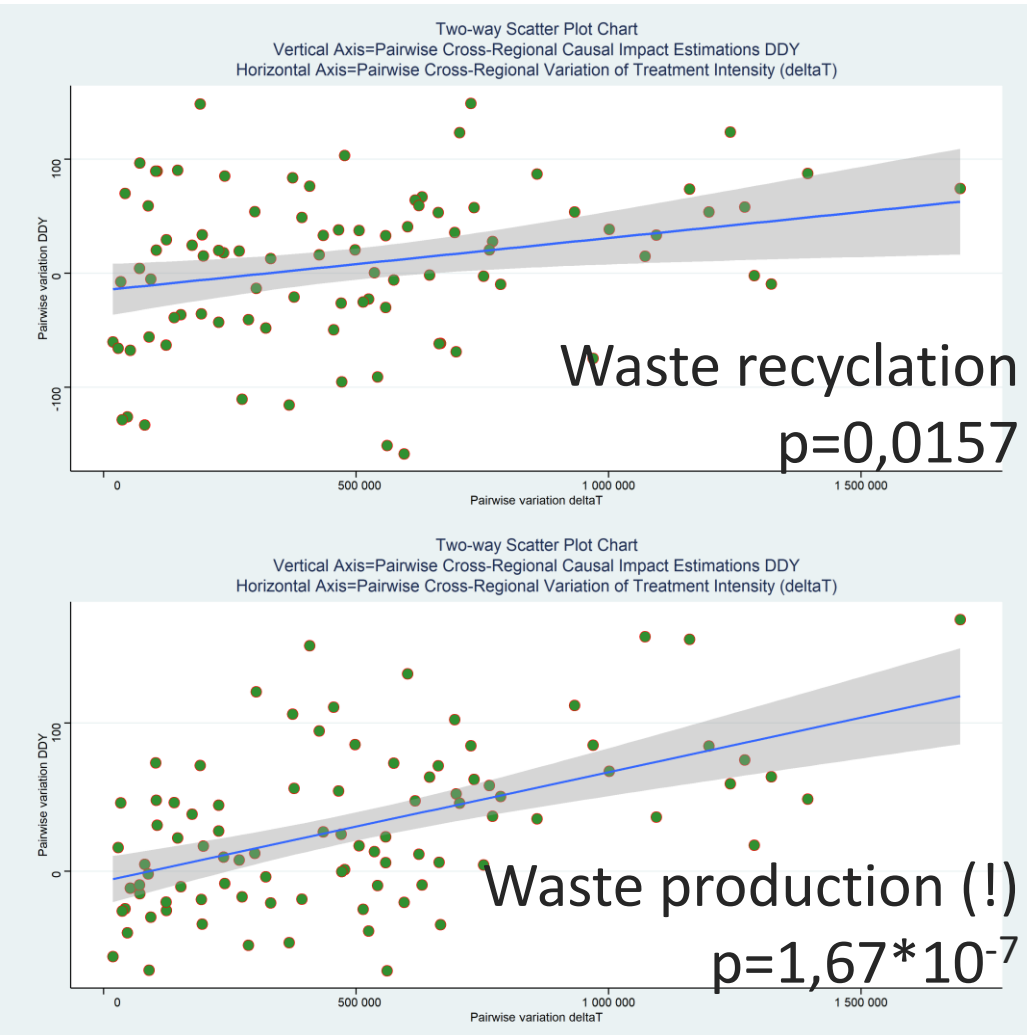 Two-way Scatter Plot Chart
Vertical Axis=Pairwise Cross-Regional Causal Impact Estimations DDY
Horizontal Axis=Pairwise Cross-Regional Variation of Treatment Intensity (deltaT)
Pairwise variation DDY
100
0
-100
Waste recyclation
p=0,0157
0 500 000 1 000 000 1 500 000
Pairwise variation deltaT
Two-way Scatter Plot Chart
Vertical Axis=Pairwise Cross-Regional Causal Impact Estimations DDY
Horizontal Axis=Pairwise Cross-Regional Variation of Treatment Intensity (deltaT)
Pairwise variation DDY
100
0
Waste production (!)
p=1,67*10⁻⁷
0 500 000 1 000 000 1 500 000
Pairwise variation deltaT